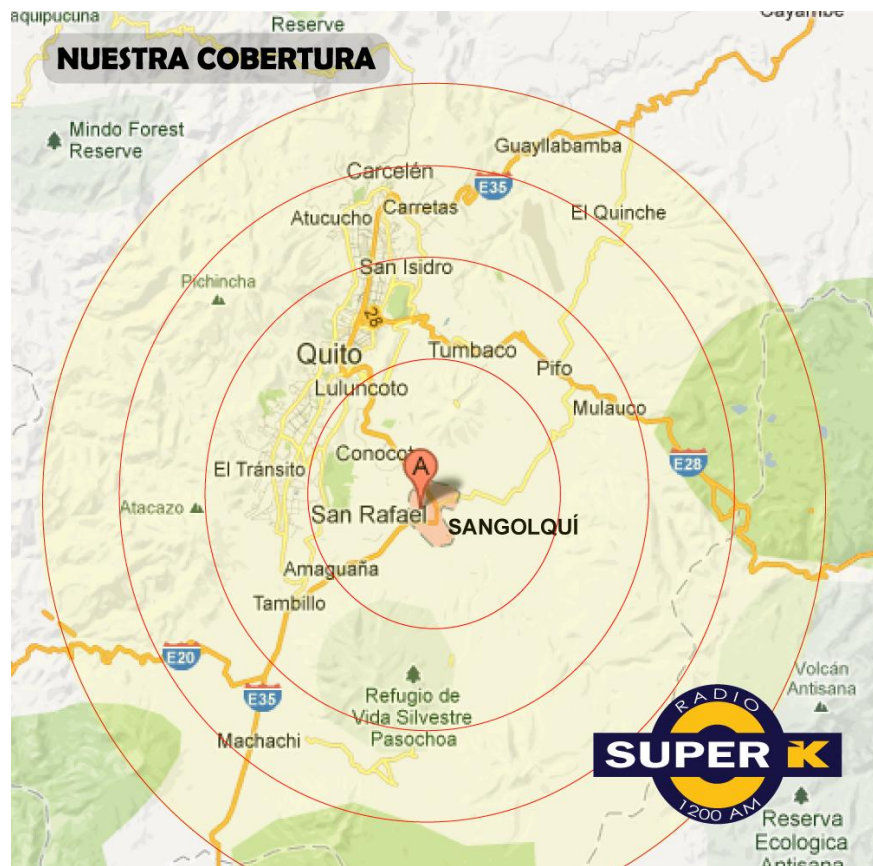 aquipucuna
Reserve
Cayambe
NUESTRA COBERTURA
Mindo Forest
Reserve
Guayllabamba
Carcelén
E35
Atucucho
Carretas
El Quinche
San Isidro
Pichincha
28
Quito
Tumbaco
Pifo
Luluncoto
Mulauco
Conocot
A
El Tránsito
E28
Atacazo
San Rafael
SANGOLQUÍ
Amaguaña
Tambillo
E20
Volcán
Antisana
E35
Refugio de
Vida Silvestre
Pasochoa
Machachi
RADIO
SUPER K
1200 AM
Reserva
Ecologica
Antisana